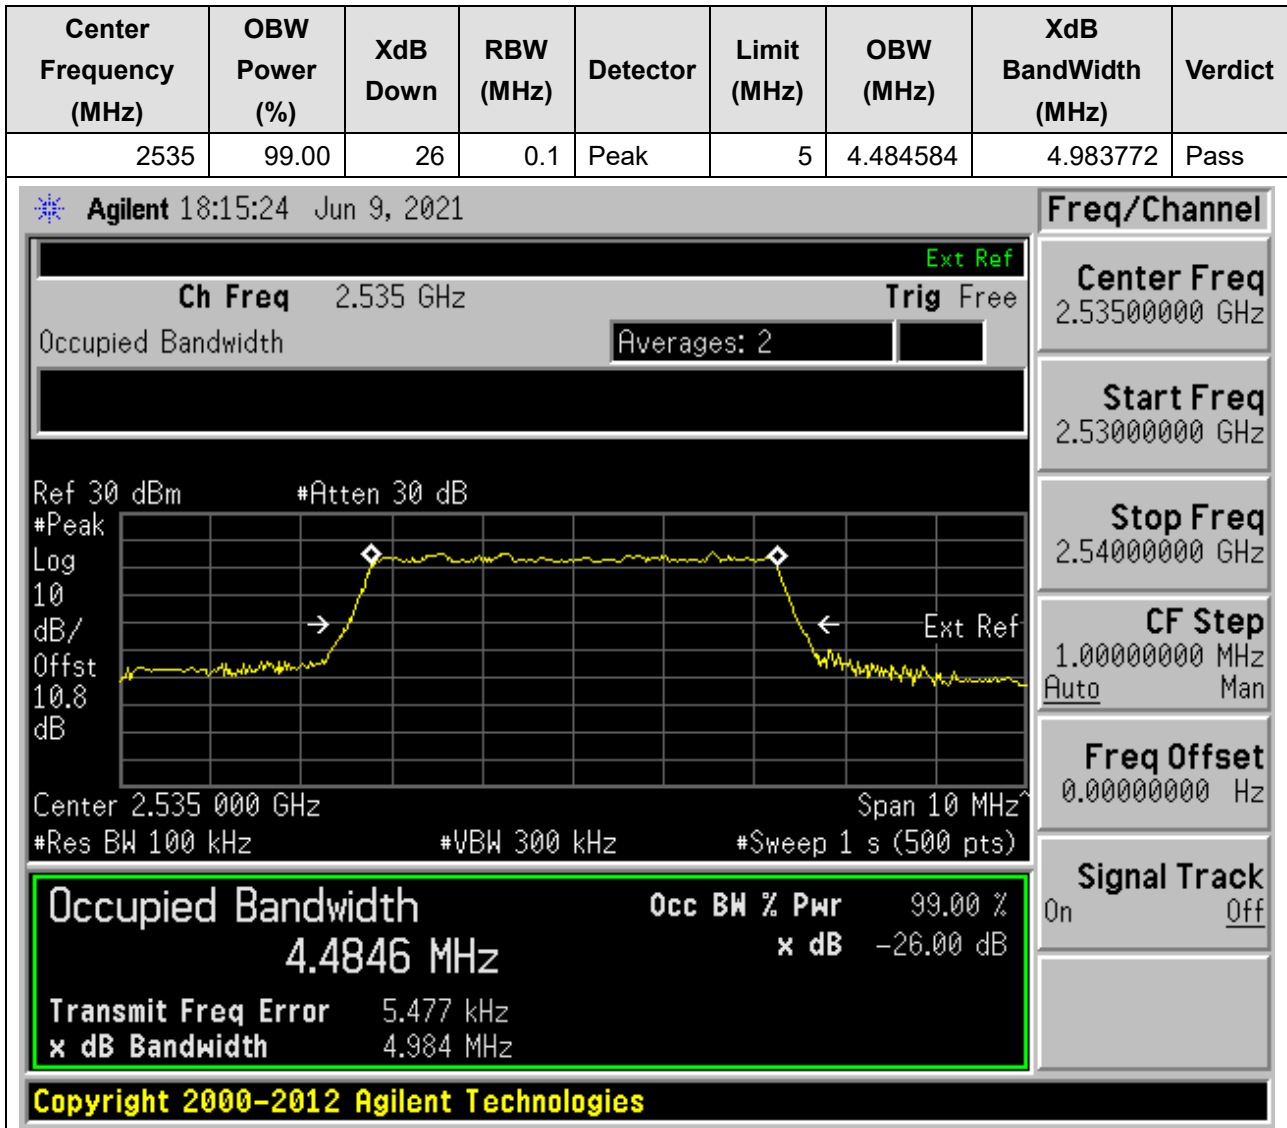 Center Frequency (MHz) OBW Power (%) XdB Down RBW (MHz) Detector Limit (MHz) OBW (MHz) XdB BandWidth (MHz) Verdict
2535 99.00 26 0.1 Peak 5 4.484584 4.983772 Pass
Agilent 18:15:24 Jun 9, 2021
Freq/Channel
Ext Ref
Ch Freq 2.535 GHz Trig Free
Occupied Bandwidth Averages: 2
Ref 30 dBm #Atten 30 dB
#Peak
Log
10
dB/
Offst
10.8
dB
Ext Ref
Center 2.535 000 GHz Span 10 MHz^
#Res BW 100 kHz #VBW 300 kHz #Sweep 1 s (500 pts)
Occupied Bandwidth Occ BW % Pwr 99.00 %
4.4846 MHz x dB -26.00 dB
Transmit Freq Error 5.477 kHz
x dB Bandwidth 4.984 MHz
Center Freq
2.53500000 GHz
Start Freq
2.53000000 GHz
Stop Freq
2.54000000 GHz
CF Step
1.00000000 MHz
Auto Man
Freq Offset
0.00000000 Hz
Signal Track
On Off
Copyright 2000-2012 Agilent Technologies